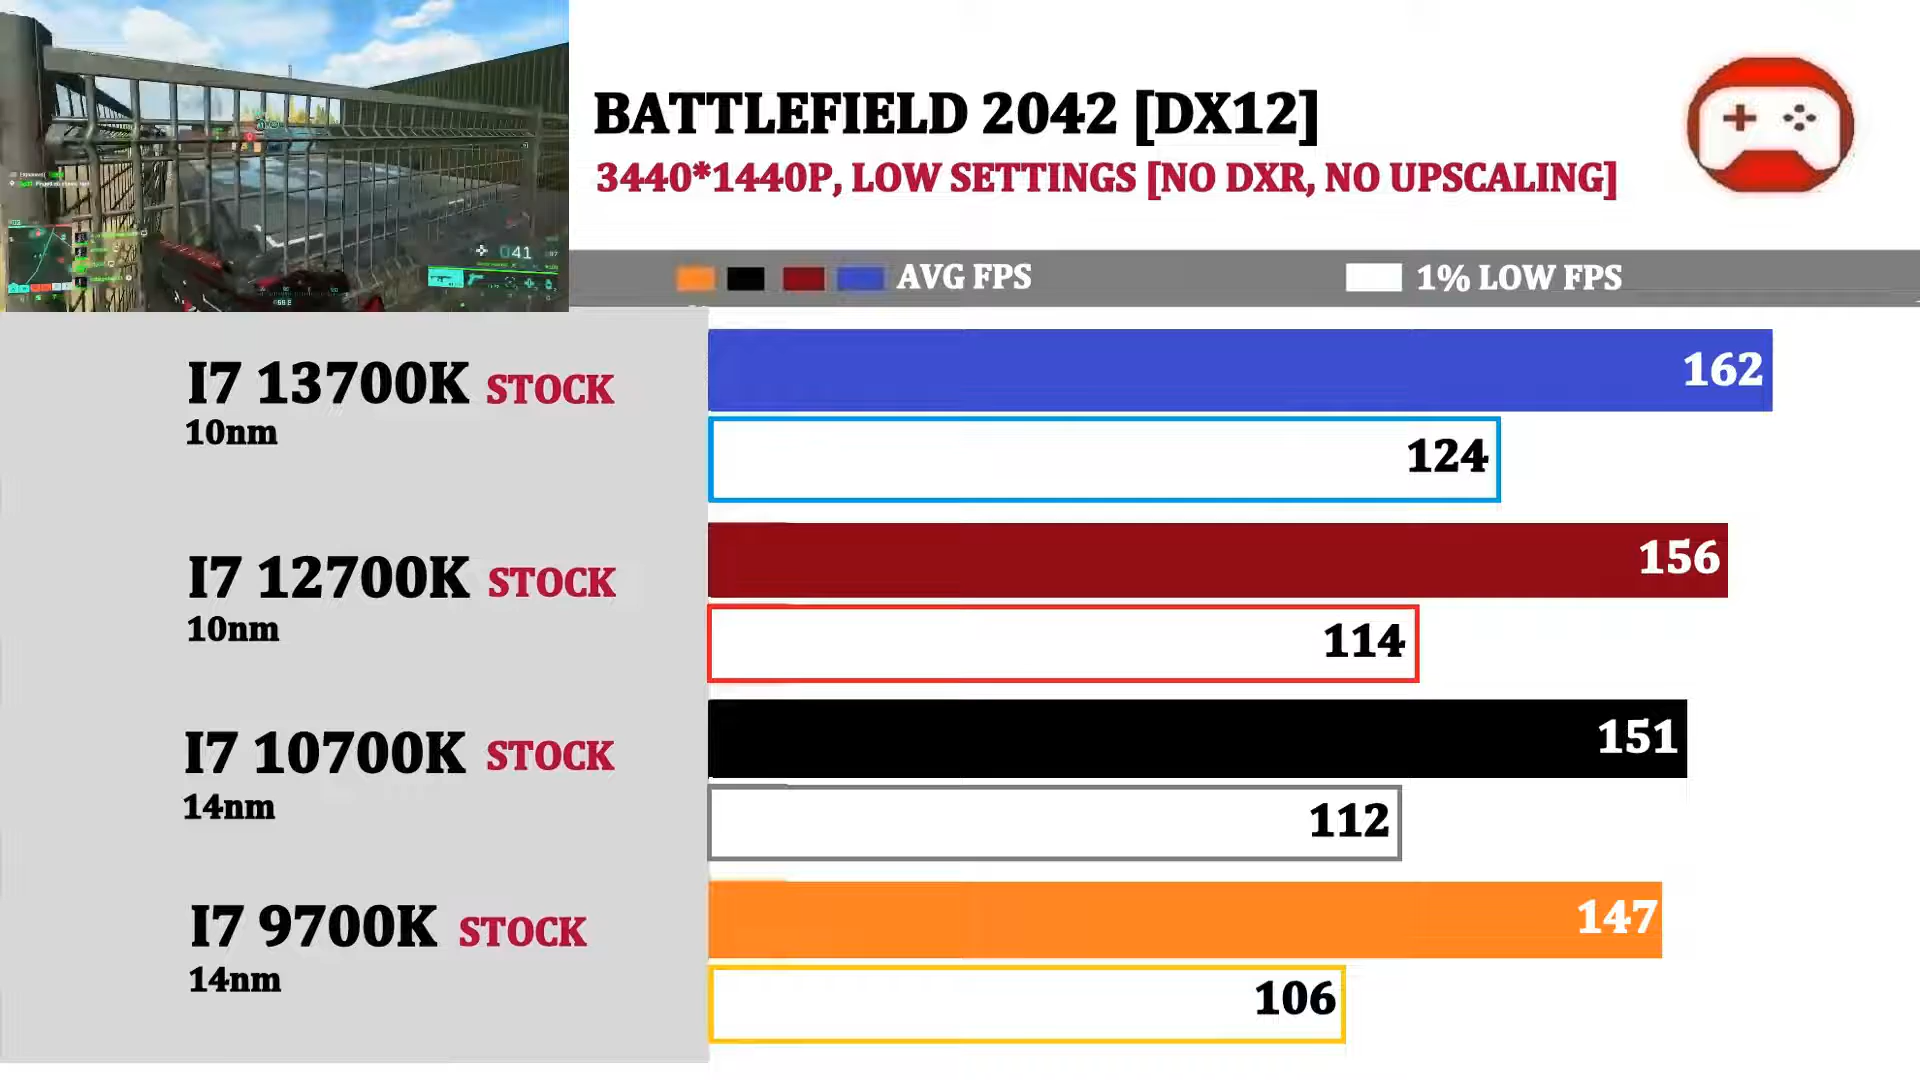 BATTLEFIELD 2042 [DX12]
3440*1440P, LOW SETTINGS [NO DXR, NO UPSCALING]
AVG FPS
1% LOW FPS
041
I7 13700K STOCK
10nm
162
124
I7 12700K STOCK
10nm
156
114
I7 10700K STOCK
14nm
151
112
I7 9700K STOCK
14nm
147
106